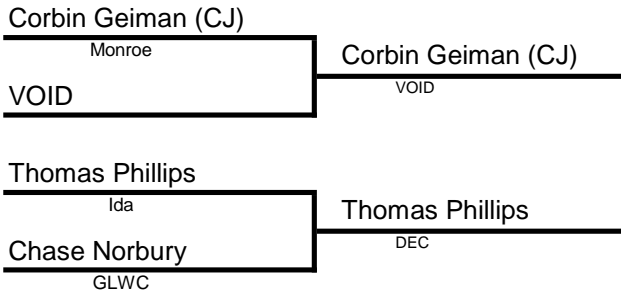 Corbin Geiman (CJ)
Monroe
VOID
Corbin Geiman (CJ)
VOID
Thomas Phillips
Ida
Chase Norbury
GLWC
Thomas Phillips
DEC